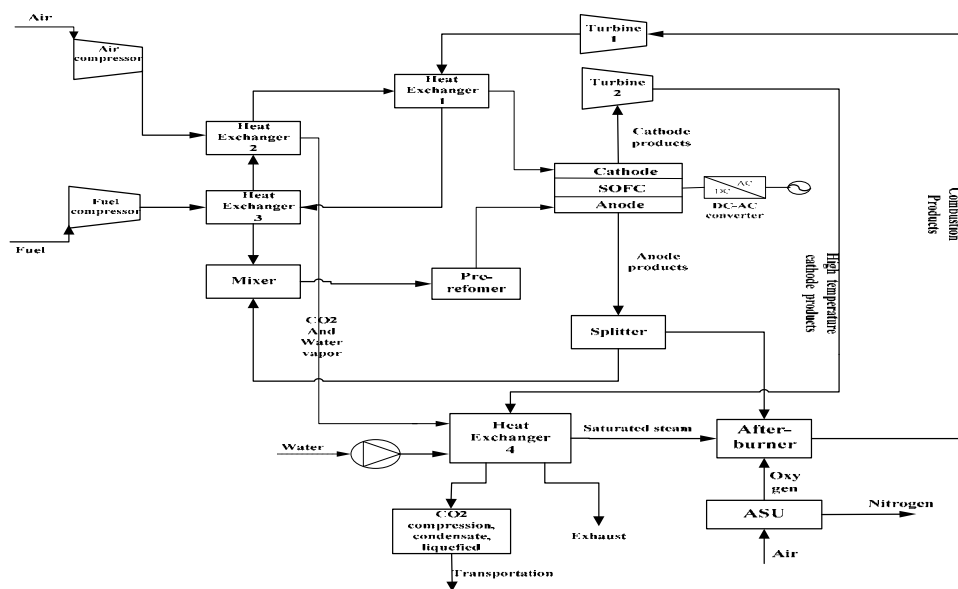 Air
Air
compressor
Turbine
1
Heat
Exchanger
1
Turbine
2
Heat
Exchanger
2
Cathode
products
Cathode
SOFC
Anode
AC
DC
DC-AC
converter
Fuel
compressor
Heat
Exchanger
3
Fuel
Combustion
Products
Anode
products
Mixer
Pre-
refomer
High temperature
cathode products
CO2
And
Water
vapor
Splitter
Water
Heat
Exchanger
4
Saturated steam
After-
burner
Oxy
gen
CO2
compression,
condensate,
liquefied
Exhaust
ASU
Nitrogen
Air
Transportation